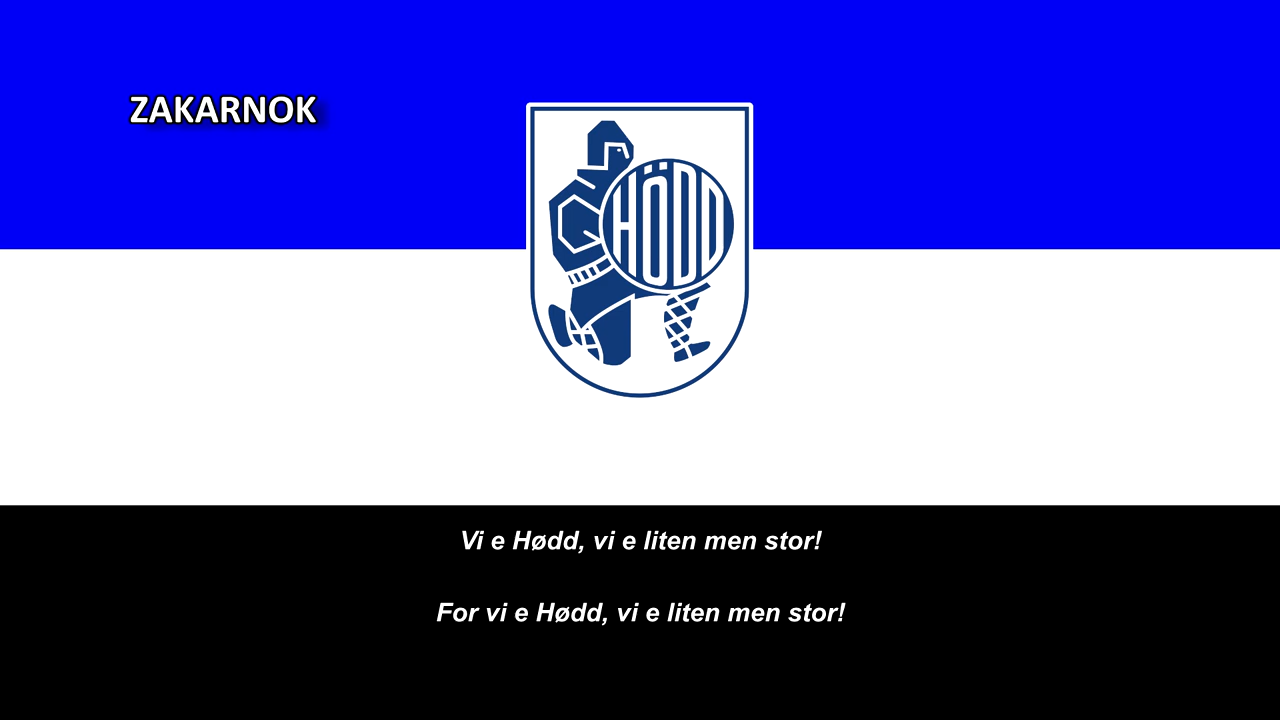 ZAKARNOK
HÖDD
Vi e Hødd, vi e liten men stor!
For vi e Hødd, vi e liten men stor!